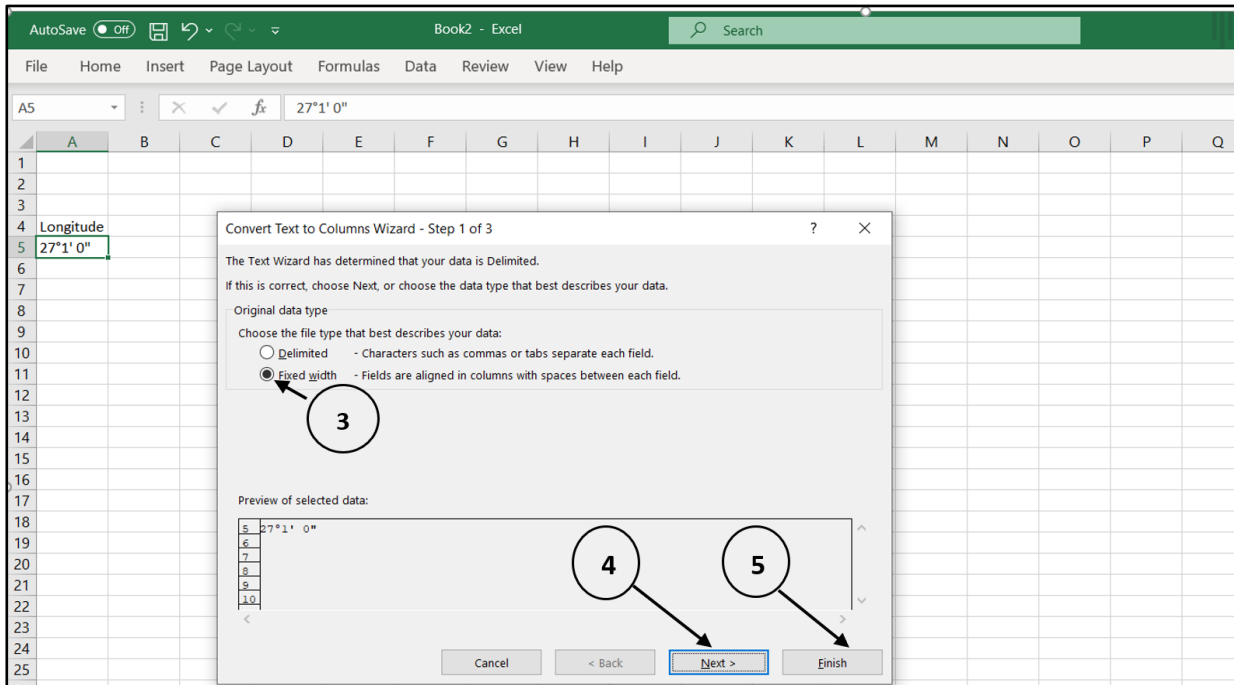 AutoSave Off Book2 - Excel Search
File Home Insert Page Layout Formulas Data Review View Help
A5 fx 27°1' 0"
A B C D E F G H I J K L M N O P Q
1
2
3
4 Longitude
5 27°1' 0"
6
7
8
9
10
11
12
13
14
15
16
17
18
19
20
21
22
23
24
25
Convert Text to Columns Wizard - Step 1 of 3 ?
The Text Wizard has determined that your data is Delimited.
If this is correct, choose Next, or choose the data type that best describes your data.
Original data type
Choose the file type that best describes your data:
Delimited - Characters such as commas or tabs separate each field.
Fixed width - Fields are aligned in columns with spaces between each field.
3
Preview of selected data:
5 27°1' 0"
6
7
8
9
10
4
5
Cancel < Back Next > Finish